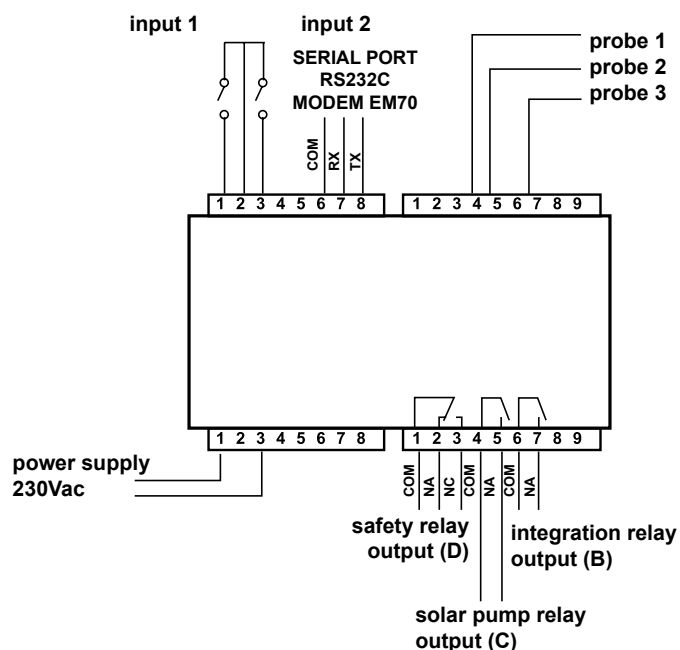 input 1
input 2
SERIAL PORT
RS232C
MODEM EM70
COM
RX
TX
probe 1
probe 2
probe 3
1 2 3 4 5 6 7 8
1 2 3 4 5 6 7 8 9
1 2 3 4 5 6 7 8
1 2 3 4 5 6 7 8 9
power supply
230Vac
COM
NA
NC
COM
NA
COM
NA
safety relay
output (D)
integration relay
output (B)
solar pump relay
output (C)